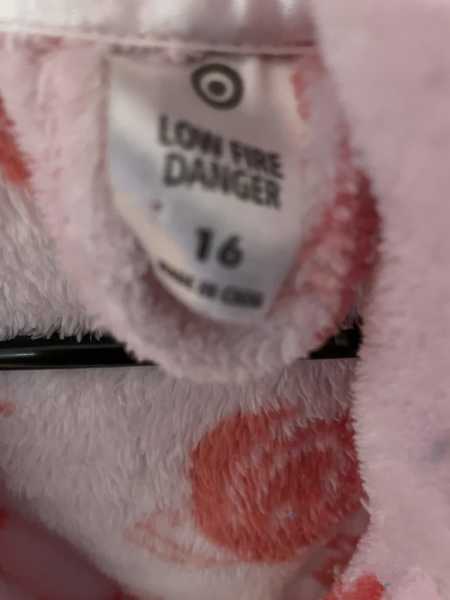 LOW FIRE
DANGER
16
MADE IN CHINA